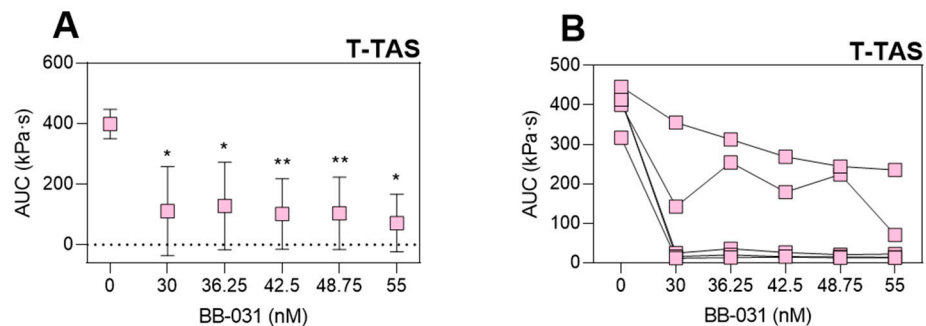 A
T-TAS
600
400
200
0
AUC (kPa·s)
* * ** ** *
0 30 36.25 42.5 48.75 55
BB-031 (nM)
B
T-TAS
500
400
300
200
100
0
AUC (kPa·s)
0 30 36.25 42.5 48.75 55
BB-031 (nM)